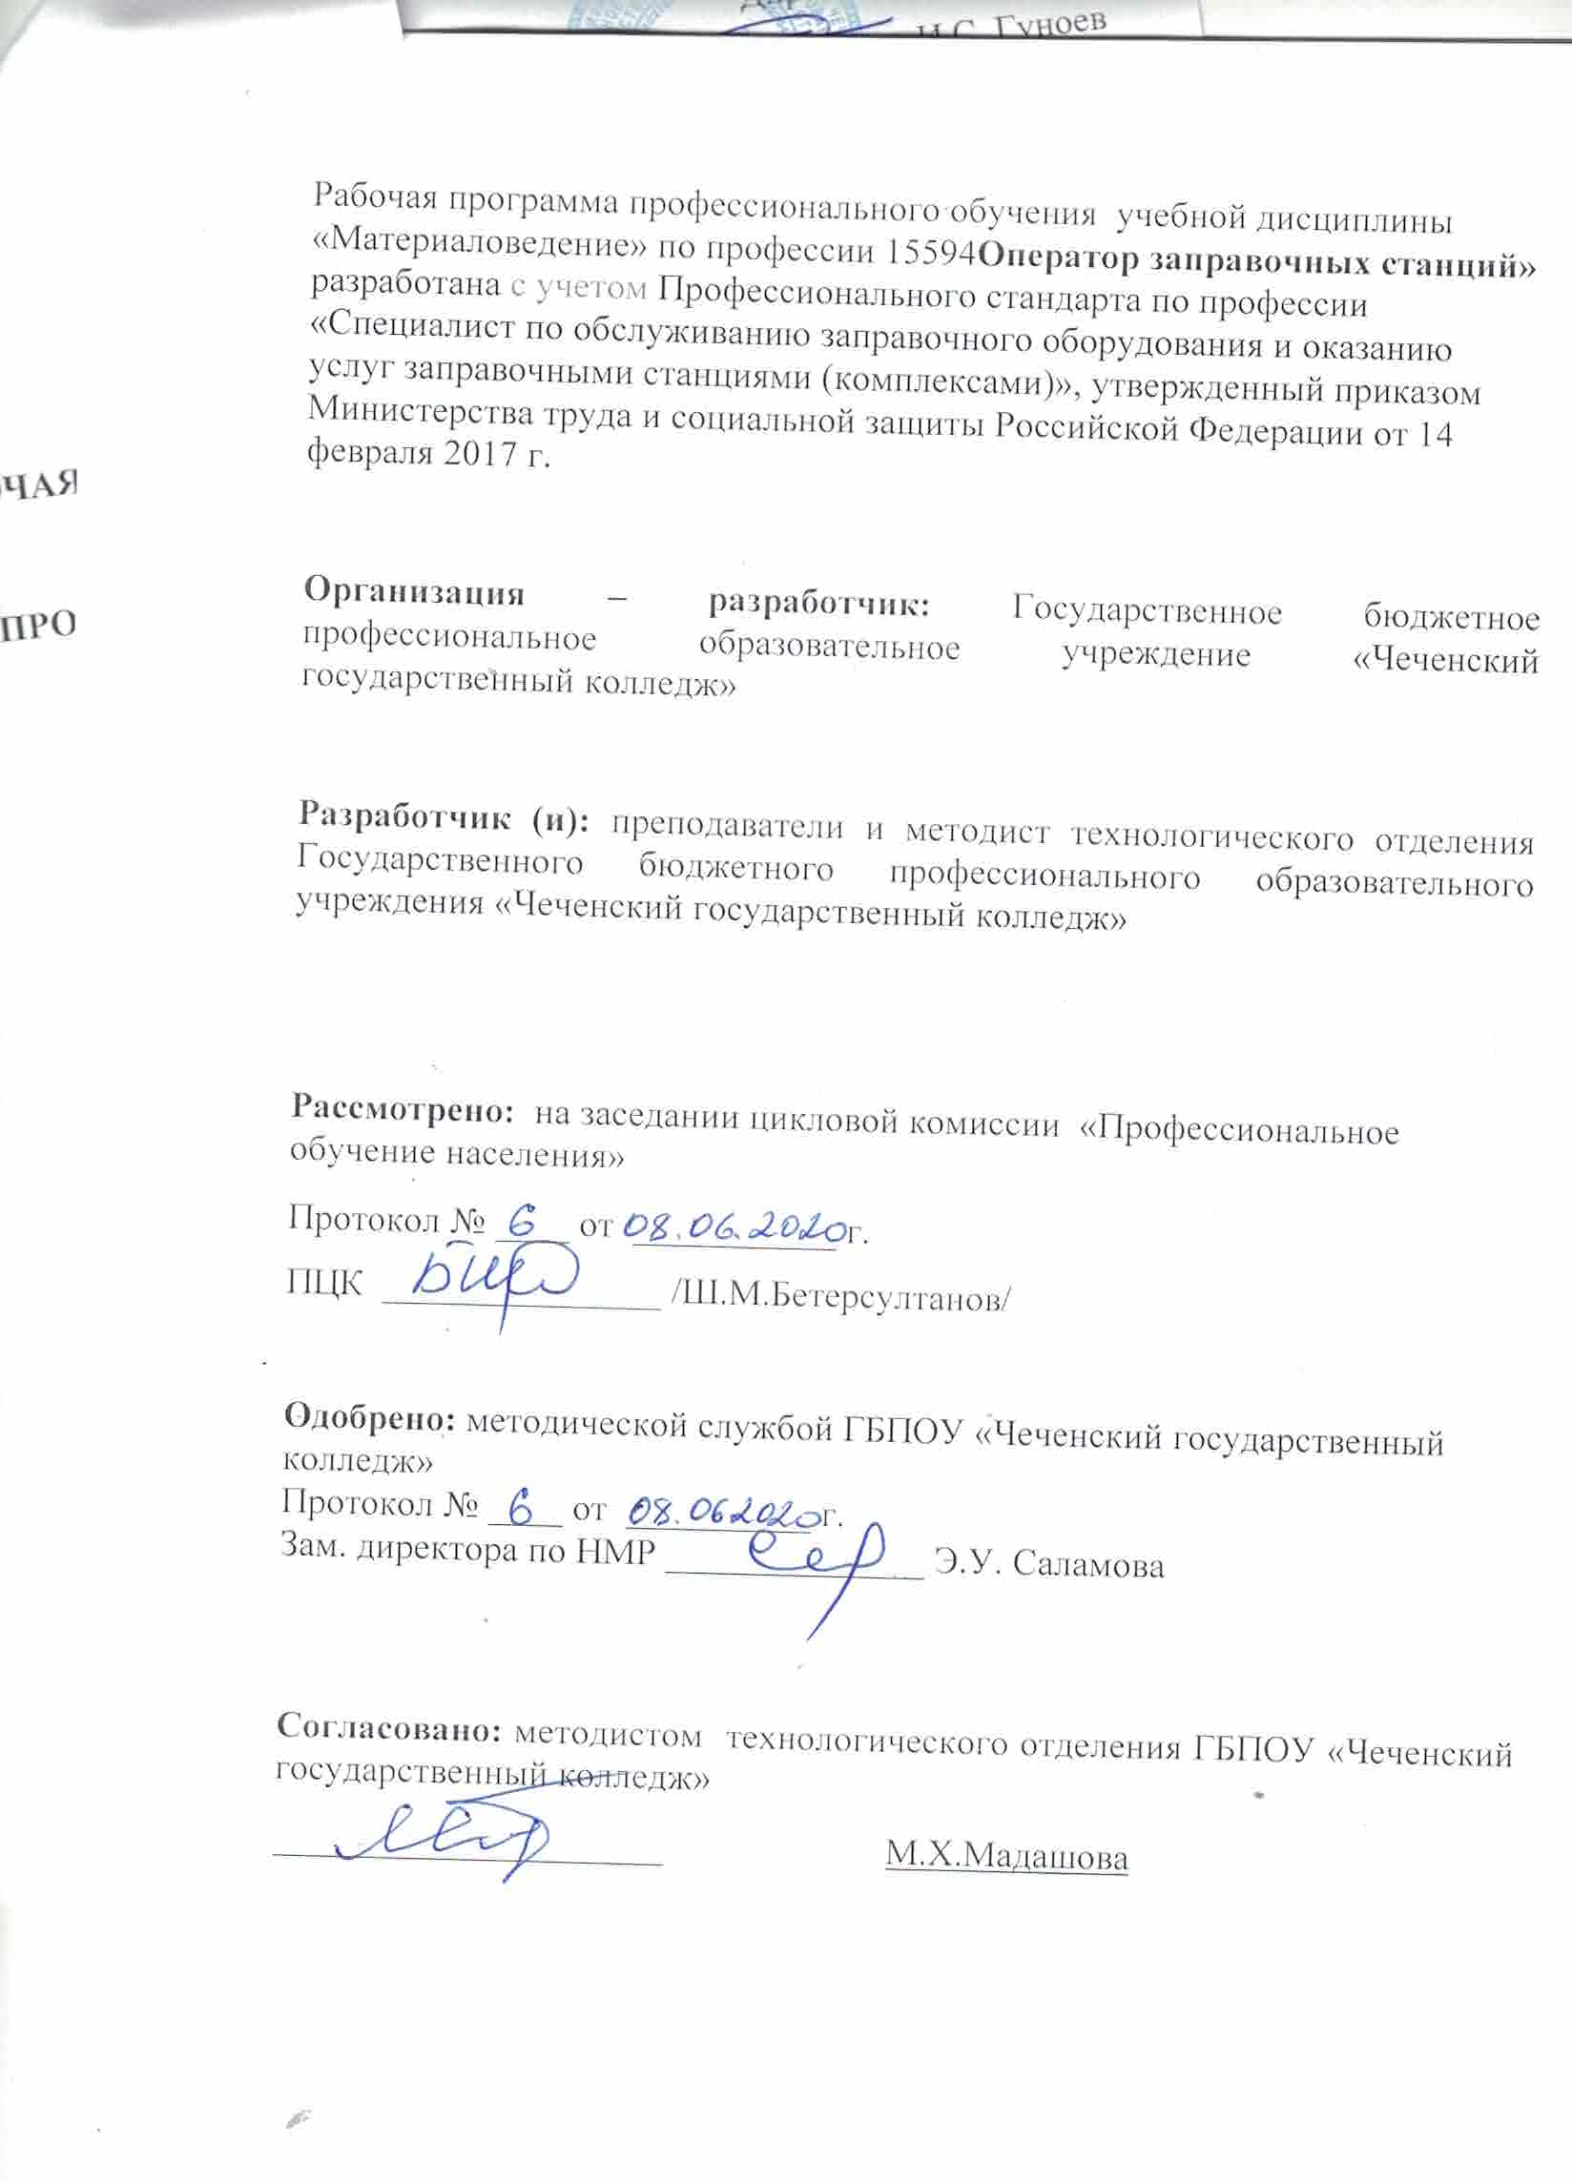 И.С. Гуноев
Рабочая программа профессионального обучения учебной дисциплины
«Материаловедение» по профессии 15594Оператор заправочных станций»
разработана с учетом Профессионального стандарта по профессии
«Специалист по обслуживанию заправочного оборудования и оказанию
услуг заправочными станциями (комплексами)», утвержденный приказом
Министерства труда и социальной защиты Российской Федерации от 14
февраля 2017 г.
ЧАЯ
ПРО
Организация – разработчик: Государственное бюджетное
профессиональное образовательное учреждение «Чеченский
государственный колледж»
Разработчик (и): преподаватели и методист технологического отделения
Государственного бюджетного профессионального образовательного
учреждения «Чеченский государственный колледж»
Рассмотрено: на заседании цикловой комиссии «Профессиональное
обучение населения»
Протокол № 6 от 08.06.2020г.
ПЦК /Ш.М.Бетерсултанов/
Одобрено: методической службой ГБПОУ «Чеченский государственный
колледж»
Протокол № 6 от 08.06 2020г.
Зам. директора по НМР Э.У. Саламова
Согласовано: методистом технологического отделения ГБПОУ «Чеченский
государственный колледж»
М.Х.Мадашова